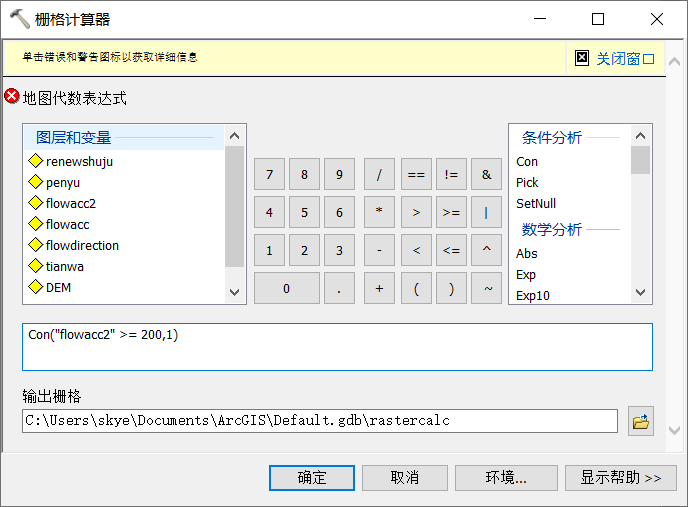 栅格计算器
单击错误和警告图标以获取详细信息
关闭窗口
地图代数表达式
图层和变量
renewshuju
penyu
flowacc2
flowacc
flowdirection
tianwa
DEM
7 8 9 / == != &
4 5 6 * > >= |
1 2 3 - < <= ^
0 . + ( ) ~
条件分析
Con
Pick
SetNull
数学分析
Abs
Exp
Exp10
Con("flowacc2" >= 200,1)
输出栅格
C:\Users\skye\Documents\ArcGIS\Default.gdb\rastercalc
确定 取消 环境... 显示帮助 >>